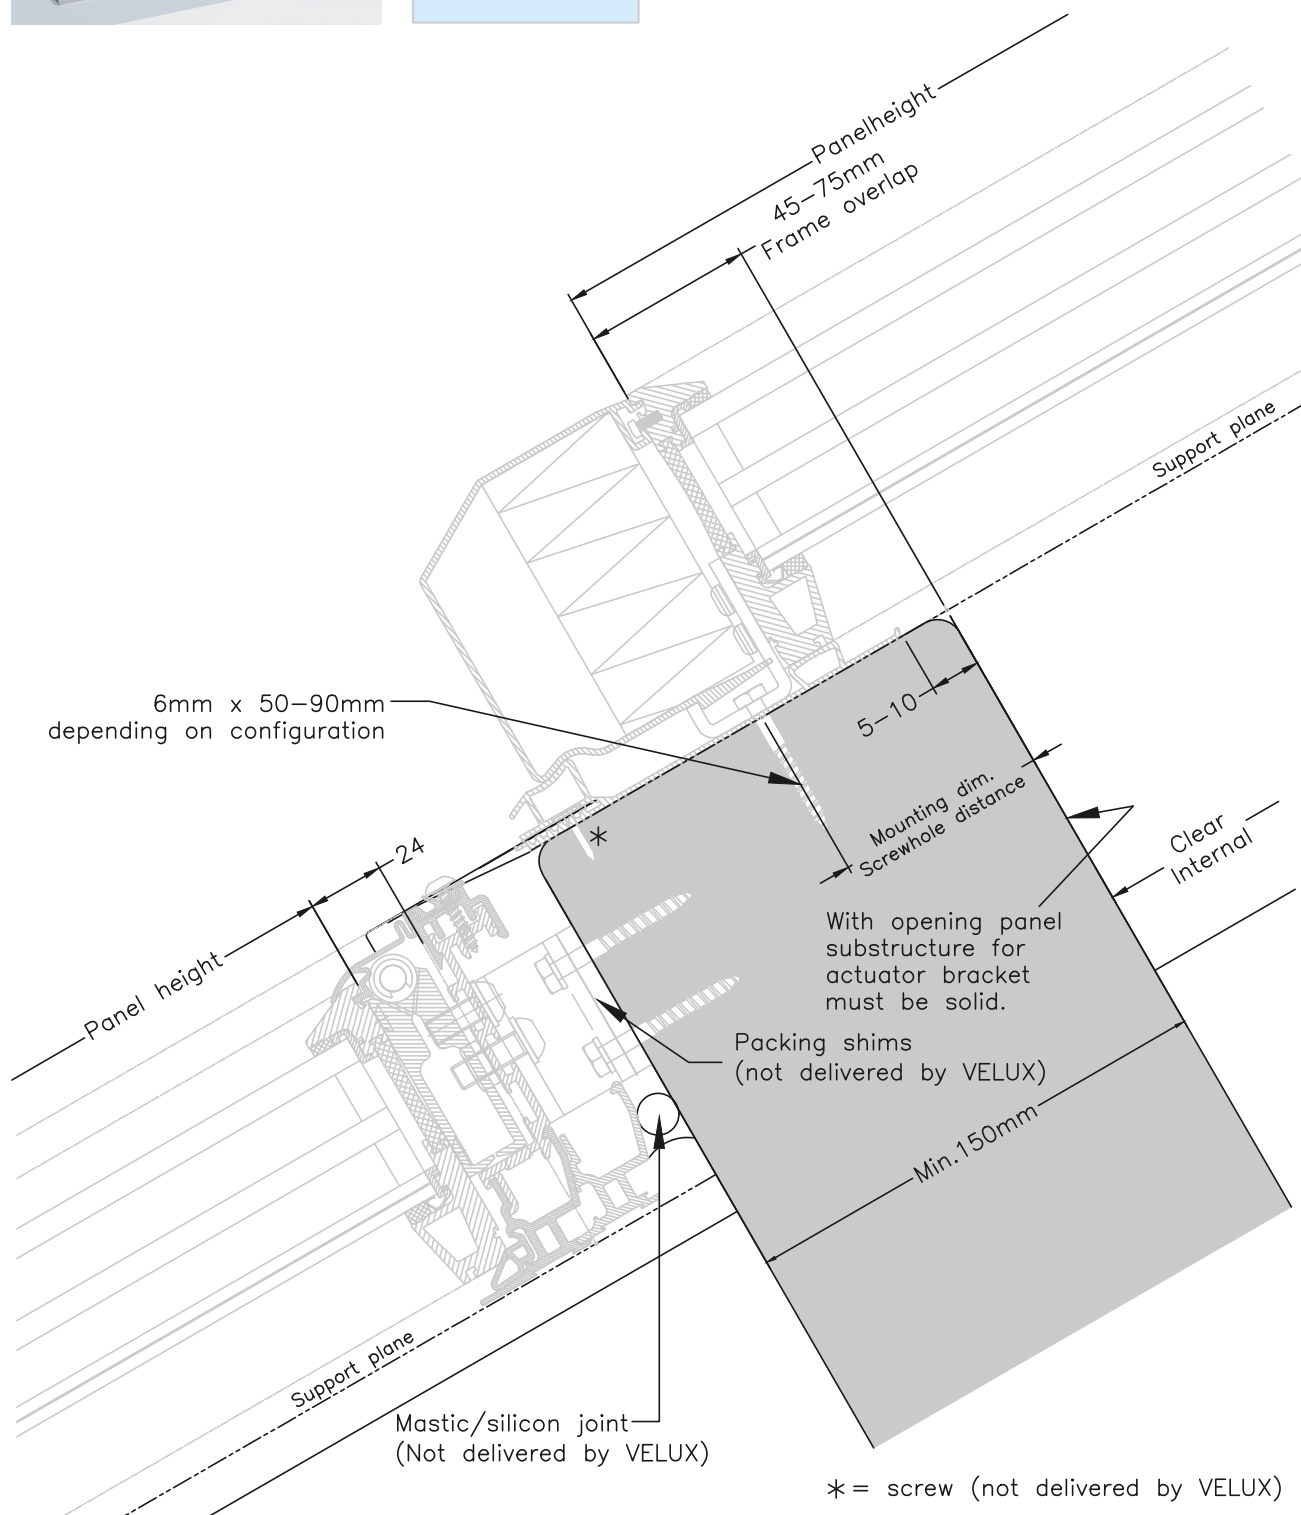 Panelheight
45–75mm
Frame overlap
Support plane
6mm x 50–90mm
depending on configuration
5–10
Mounting dim.
Screwhole distance
*
24
Clear
Internal
Panel height
With opening panel
substructure for
actuator bracket
must be solid.
Packing shims
(not delivered by VELUX)
Min.150mm
Support plane
Mastic/silicon joint
(Not delivered by VELUX)
*= screw (not delivered by VELUX)